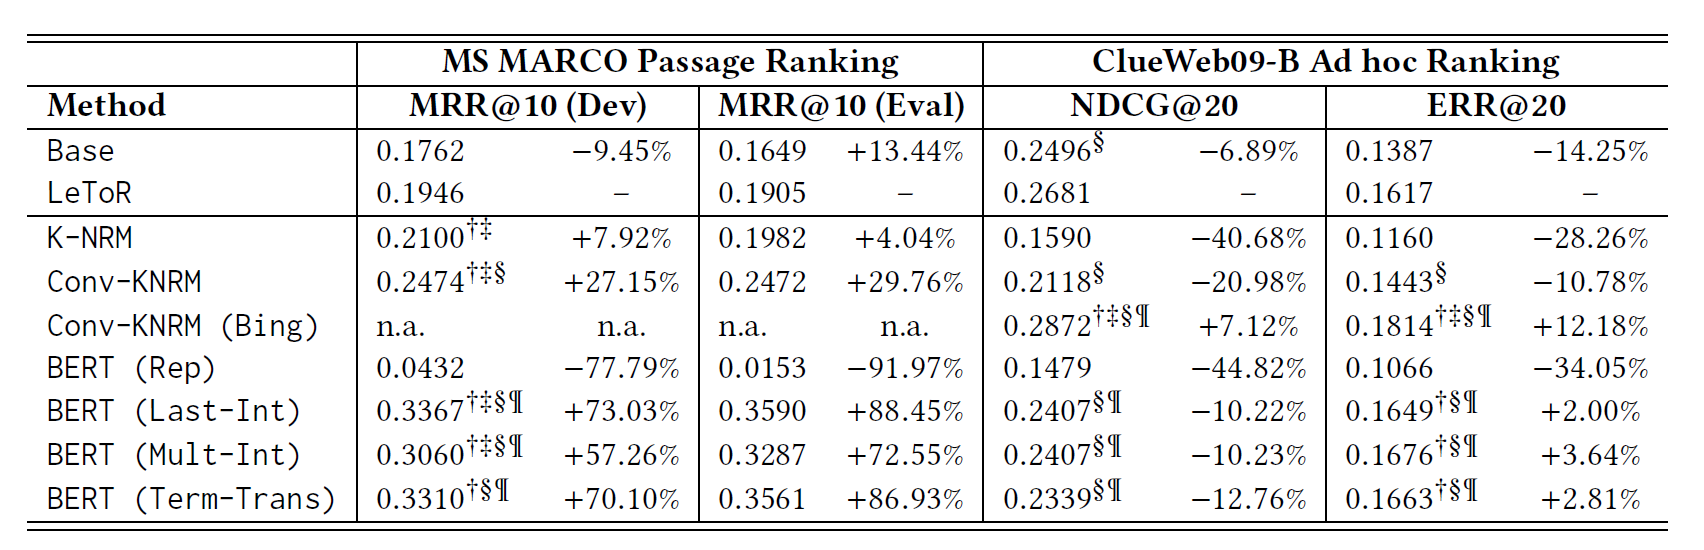 MS MARCO Passage Ranking ClueWeb09-B Ad hoc Ranking
Method MRR@10 (Dev) MRR@10 (Eval) NDCG@20 ERR@20
Base 0.1762 −9.45% 0.1649 +13.44% 0.2496§ −6.89% 0.1387 −14.25%
LeToR 0.1946 – 0.1905 – 0.2681 – 0.1617 –
K-NRM 0.2100†‡ +7.92% 0.1982 +4.04% 0.1590 −40.68% 0.1160 −28.26%
Conv-KNRM 0.2474†‡§ +27.15% 0.2472 +29.76% 0.2118§ −20.98% 0.1443§ −10.78%
Conv-KNRM (Bing) n.a. n.a. n.a. n.a. 0.2872†‡§¶ +7.12% 0.1814†‡§¶ +12.18%
BERT (Rep) 0.0432 −77.79% 0.0153 −91.97% 0.1479 −44.82% 0.1066 −34.05%
BERT (Last-Int) 0.3367†‡§¶ +73.03% 0.3590 +88.45% 0.2407§¶ −10.22% 0.1649†§¶ +2.00%
BERT (Mult-Int) 0.3060†‡§¶ +57.26% 0.3287 +72.55% 0.2407§¶ −10.23% 0.1676†§¶ +3.64%
BERT (Term-Trans) 0.3310†§¶ +70.10% 0.3561 +86.93% 0.2339§¶ −12.76% 0.1663†§¶ +2.81%